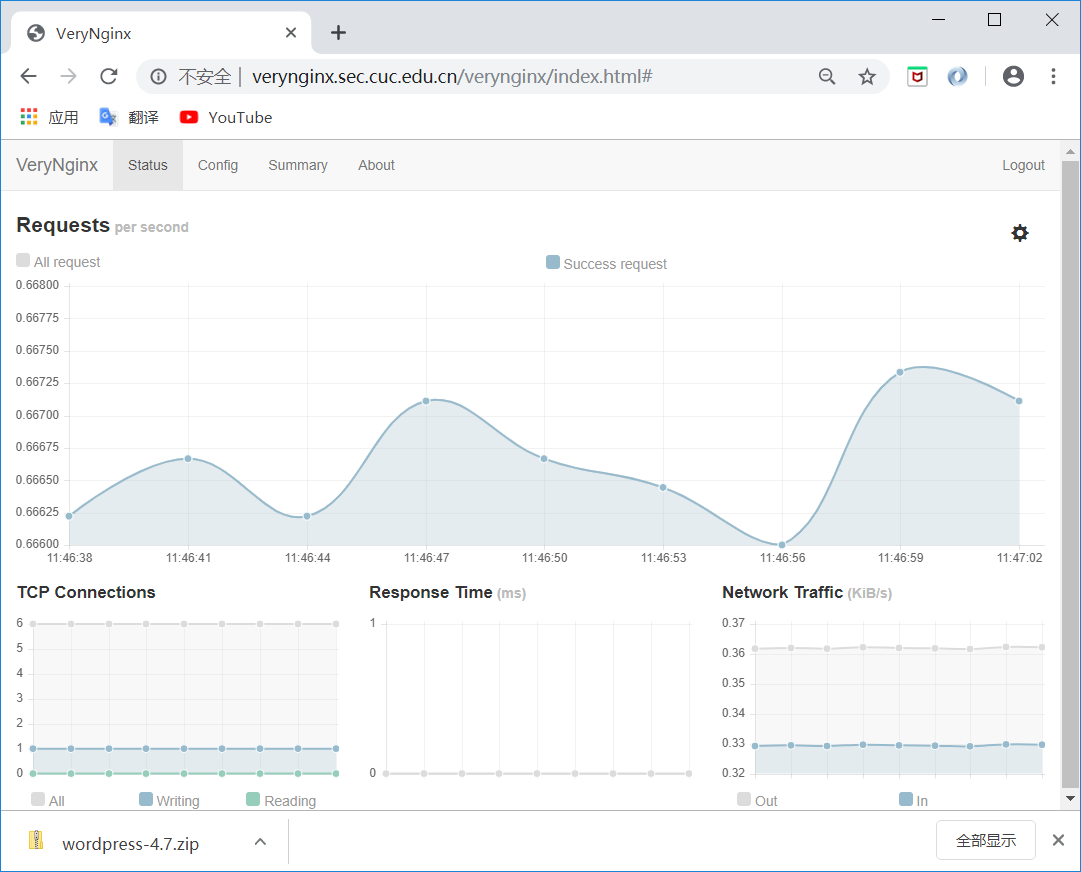 VeryNginx
不安全 | verynginx.sec.cuc.edu.cn/verynginx/index.html#
应用 翻译 YouTube
VeryNginx Status Config Summary About Logout
Requests per second
All request Success request
0.66800
0.66775
0.66750
0.66725
0.66700
0.66675
0.66650
0.66625
0.66600
11:46:38 11:46:41 11:46:44 11:46:47 11:46:50 11:46:53 11:46:56 11:46:59 11:47:02
TCP Connections
6
5
4
3
2
1
0
All Writing Reading
Response Time (ms)
1
0
Network Traffic (KiB/s)
0.37
0.36
0.35
0.34
0.33
0.32
Out In
wordpress-4.7.zip 全部显示